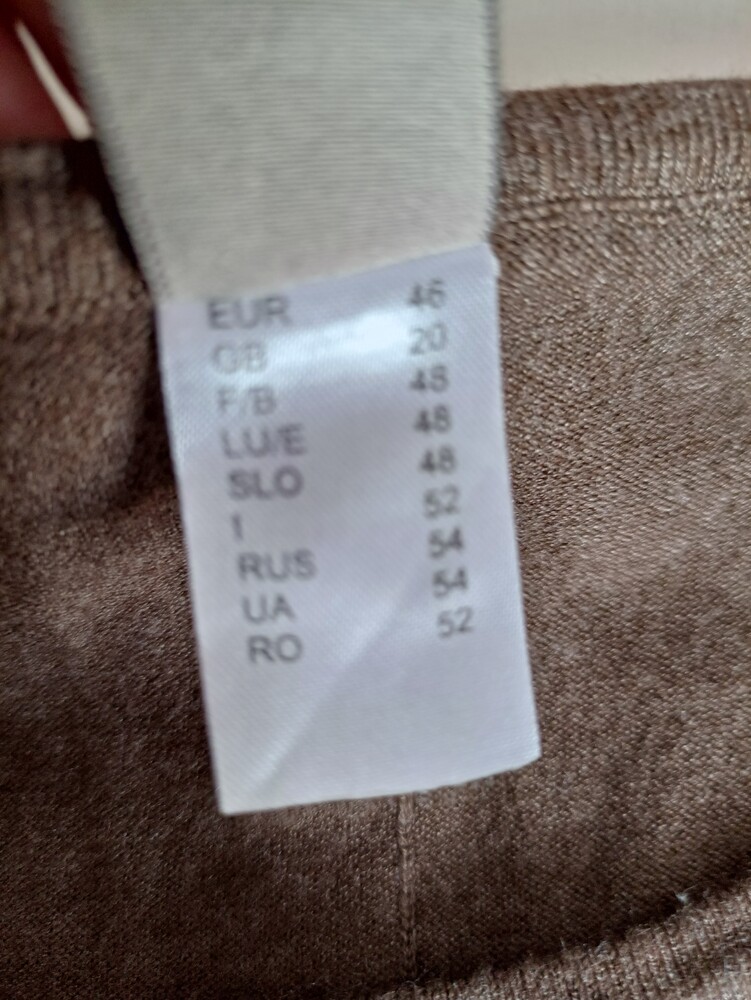 EUR 46
GB 20
F/B 48
LU/E 48
SLO 48
I 52
RUS 54
UA 54
RO 52